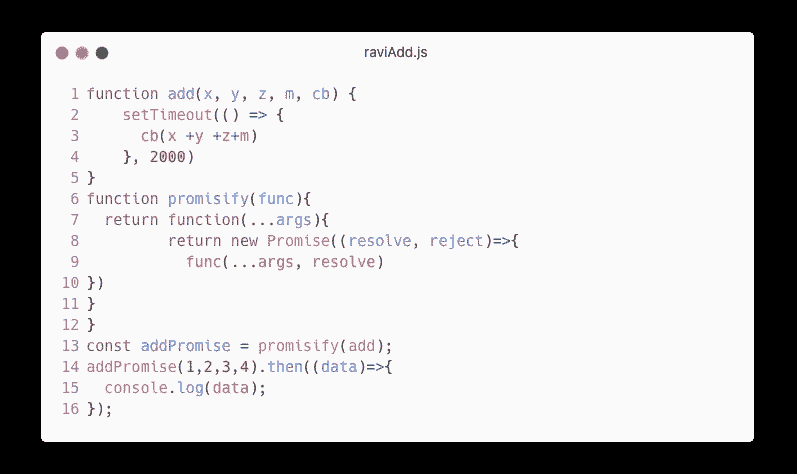 raviAdd.js
1 function add(x, y, z, m, cb) {
2     setTimeout(() => {
3       cb(x +y +z+m)
4     }, 2000)
5 }
6 function promisify(func){
7   return function(...args){
8          return new Promise((resolve, reject)=>{
9            func(...args, resolve)
10 })
11 }
12 }
13 const addPromise = promisify(add);
14 addPromise(1,2,3,4).then((data)=>{
15   console.log(data);
16 });